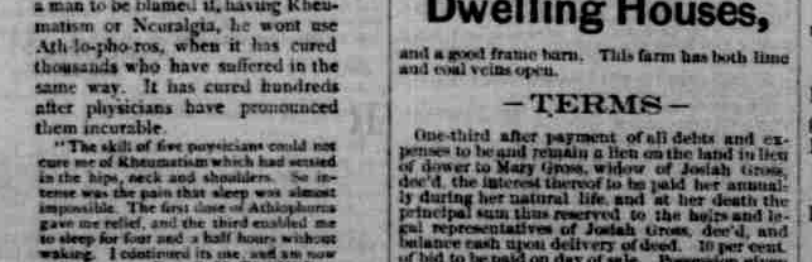 a man to be blamed if, having Rheu-
matism or Neuralgia, he wont use
Ath-lo-pho-ros, when it has cured
thousands who have suffered in the
same way. It has cured hundreds
after physicians have pronounced
them incurable.
"The skill of five physicians could not
cure me of Rheumatism which had settled
in the hips, neck and shoulders. So in-
tense was the pain that sleep was almost
impossible. The first dose of Athlophoros
gave me relief, and the third enabled me
to sleep for four and a half hours without
waking. I continued its use, and am now
Dwelling Houses,
and a good frame barn. This farm has both lime
and coal veins open.
—TERMS—
One-third after payment of all debts and ex-
penses to be and remain a lien on the land in lieu
of dower to Mary Gross, widow of Josiah Gross,
dec'd, the interest thereof to be paid her annual-
ly during her natural life, and at her death the
principal sum thus reserved to the heirs and le-
gal representatives of Josiah Gross, dec'd, and
balance cash upon delivery of deed. 10 per cent.
of bid to be paid on day of sale. Possession given